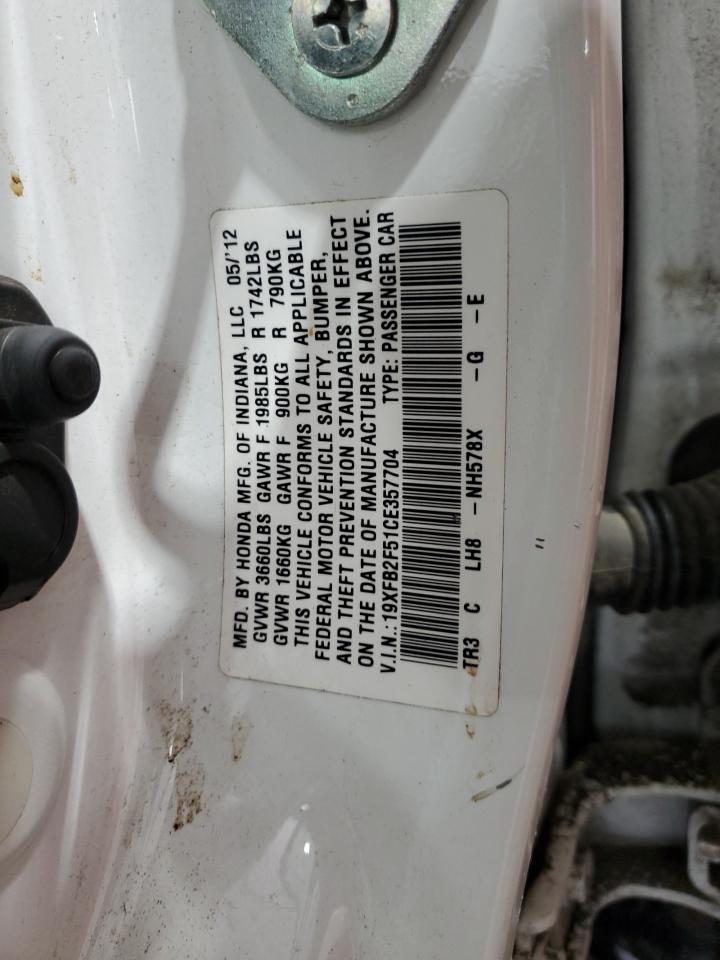 MFD. BY HONDA MFG. OF INDIANA, LLC 05/'12
GVWR 3660LBS GAWR F 1985LBS R 1742LBS
GVWR 1660KG GAWR F 900KG R 790KG
THIS VEHICLE CONFORMS TO ALL APPLICABLE
FEDERAL MOTOR VEHICLE SAFETY, BUMPER,
AND THEFT PREVENTION STANDARDS IN EFFECT
ON THE DATE OF MANUFACTURE SHOWN ABOVE.
V.I.N.:19XFB2F51CE357704 TYPE: PASSENGER CAR
TR3 C LH8 -NH578X -G -E